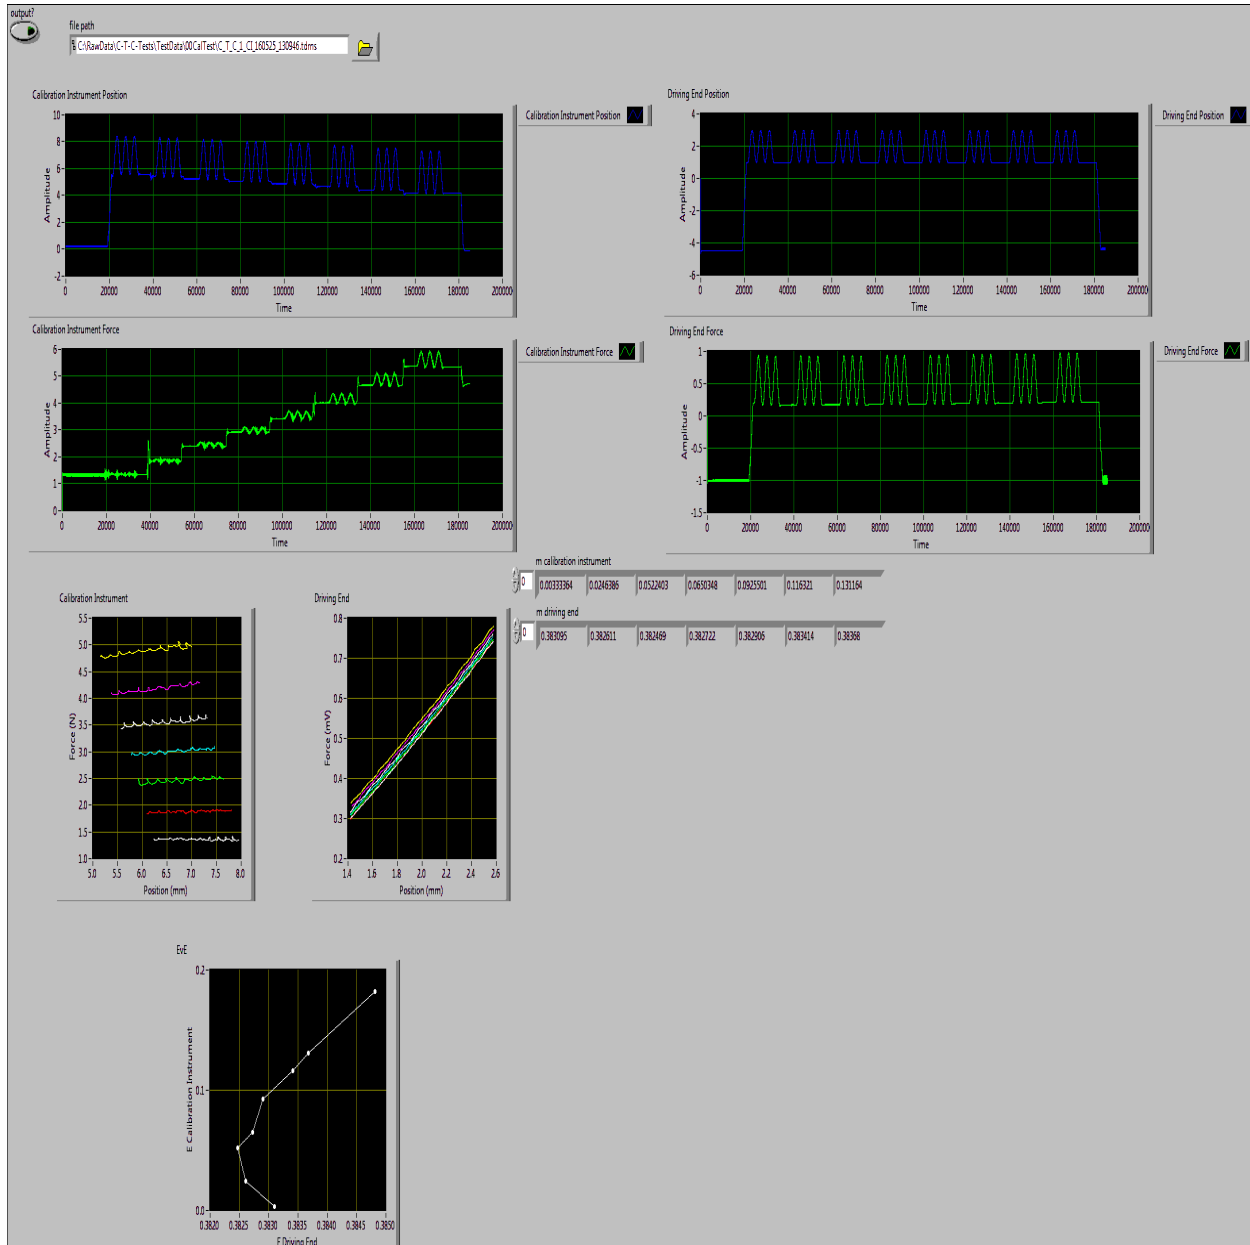 output?
file path
C:\RawData\C-T-C-Tests\TestData\00CalTest\C_T_C_1_CI_160525_130946.tdms
Calibration Instrument Position
Calibration Instrument Position
Amplitude
10
8
6
4
2
0
-2
0 20000 40000 60000 80000 100000 120000 140000 160000 180000 200000
Time
Driving End Position
Driving End Position
Amplitude
4
2
0
-2
-4
-6
0 20000 40000 60000 80000 100000 120000 140000 160000 180000 200000
Time
Calibration Instrument Force
Calibration Instrument Force
Amplitude
6
5
4
3
2
1
0
0 20000 40000 60000 80000 100000 120000 140000 160000 180000 200000
Time
Driving End Force
Driving End Force
Amplitude
1
0.5
0
-0.5
-1
-1.5
0 20000 40000 60000 80000 100000 120000 140000 160000 180000 200000
Time
m calibration instrument
0 0.00333364 0.0246386 0.0522403 0.0650348 0.0925501 0.116321 0.131164
m driving end
0 0.383095 0.382611 0.382469 0.382722 0.382906 0.383414 0.38368
Calibration Instrument
Force (N)
5.5
5.0
4.5
4.0
3.5
3.0
2.5
2.0
1.5
1.0
5.0 5.5 6.0 6.5 7.0 7.5 8.0
Position (mm)
Driving End
Force (mV)
0.8
0.7
0.6
0.5
0.4
0.3
0.2
1.4 1.6 1.8 2.0 2.2 2.4 2.6
Position (mm)
EvE
E Calibration Instrument
0.2
0.1
0.0
0.3820 0.3825 0.3830 0.3835 0.3840 0.3845 0.3850
E Driving End